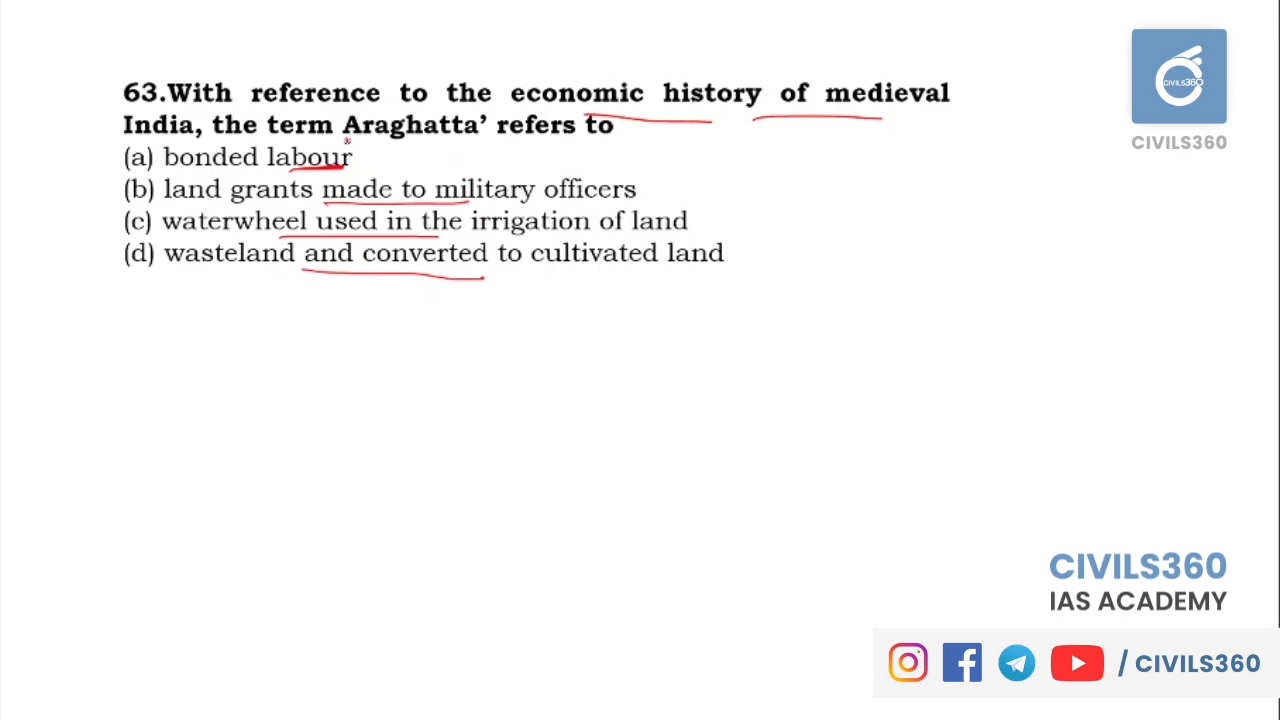 63.With reference to the economic history of medieval
India, the term Araghatta’ refers to
(a) bonded labour
(b) land grants made to military officers
(c) waterwheel used in the irrigation of land
(d) wasteland and converted to cultivated land
CIVILS360
CIVILS360
CIVILS360
IAS ACADEMY
/ CIVILS360